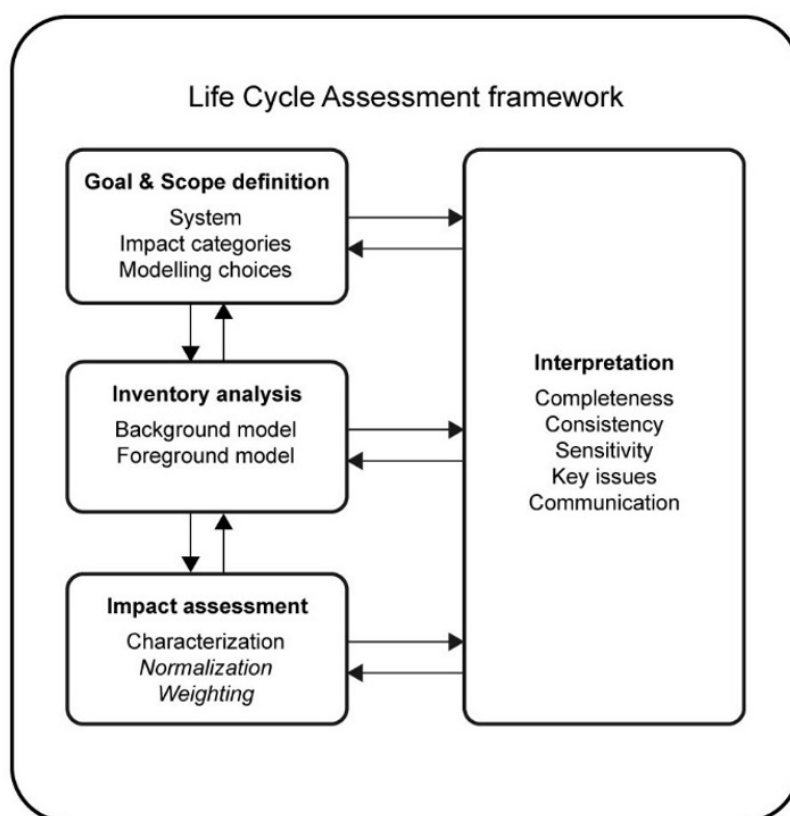 Life Cycle Assessment framework
Goal & Scope definition
System
Impact categories
Modelling choices
Inventory analysis
Background model
Foreground model
Impact assessment
Characterization
Normalization
Weighting
Interpretation
Completeness
Consistency
Sensitivity
Key issues
Communication